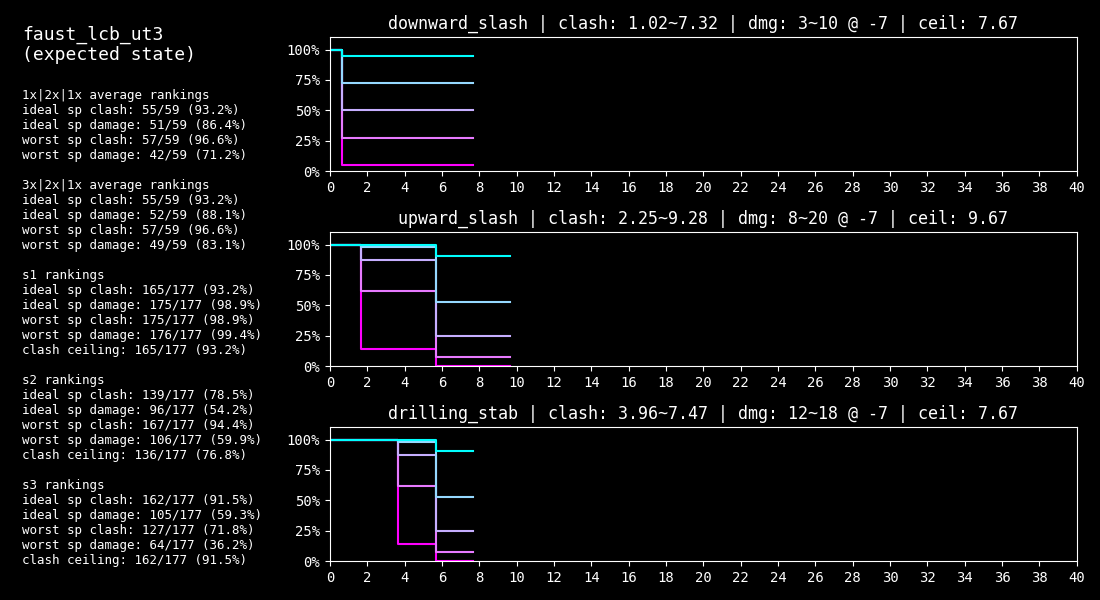 faust_lcb_ut3
(expected state)
1x|2x|1x average rankings
ideal sp clash: 55/59 (93.2%)
ideal sp damage: 51/59 (86.4%)
worst sp clash: 57/59 (96.6%)
worst sp damage: 42/59 (71.2%)
3x|2x|1x average rankings
ideal sp clash: 55/59 (93.2%)
ideal sp damage: 52/59 (88.1%)
worst sp clash: 57/59 (96.6%)
worst sp damage: 49/59 (83.1%)
s1 rankings
ideal sp clash: 165/177 (93.2%)
ideal sp damage: 175/177 (98.9%)
worst sp clash: 175/177 (98.9%)
worst sp damage: 176/177 (99.4%)
clash ceiling: 165/177 (93.2%)
s2 rankings
ideal sp clash: 139/177 (78.5%)
ideal sp damage: 96/177 (54.2%)
worst sp clash: 167/177 (94.4%)
worst sp damage: 106/177 (59.9%)
clash ceiling: 136/177 (76.8%)
s3 rankings
ideal sp clash: 162/177 (91.5%)
ideal sp damage: 105/177 (59.3%)
worst sp clash: 127/177 (71.8%)
worst sp damage: 64/177 (36.2%)
clash ceiling: 162/177 (91.5%)
downward_slash | clash: 1.02~7.32 | dmg: 3~10 @ -7 | ceil: 7.67
100%
75%
50%
25%
0%
0 2 4 6 8 10 12 14 16 18 20 22 24 26 28 30 32 34 36 38 40
upward_slash | clash: 2.25~9.28 | dmg: 8~20 @ -7 | ceil: 9.67
100%
75%
50%
25%
0%
0 2 4 6 8 10 12 14 16 18 20 22 24 26 28 30 32 34 36 38 40
drilling_stab | clash: 3.96~7.47 | dmg: 12~18 @ -7 | ceil: 7.67
100%
75%
50%
25%
0%
0 2 4 6 8 10 12 14 16 18 20 22 24 26 28 30 32 34 36 38 40